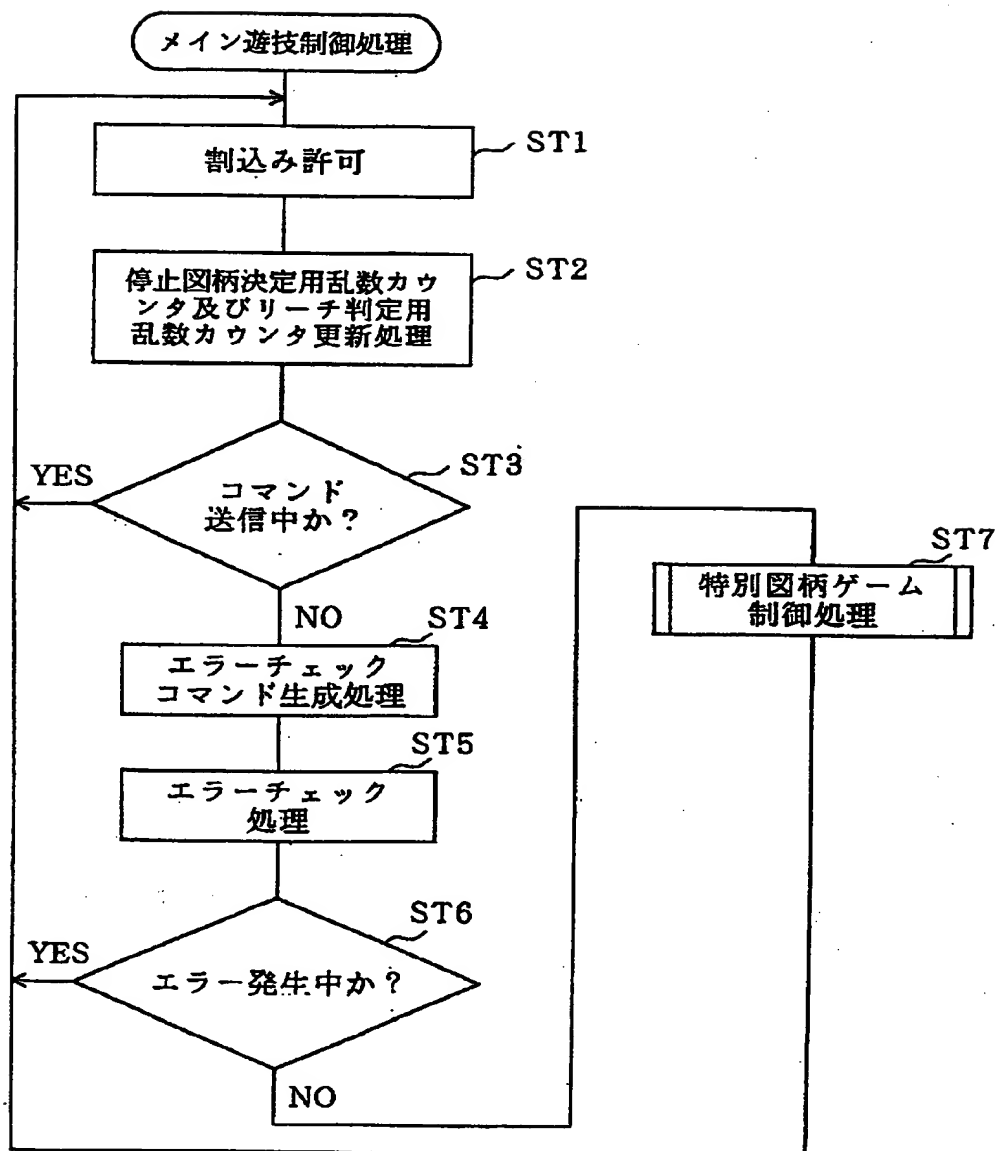 メイン遊技制御処理
割込み許可
ST1
停止図柄決定用乱数カウ
ンタ及びリーチ判定用
乱数カウンタ更新処理
ST2
コマンド
送信中か?
ST3
YES
NO
エラーチェック
コマンド生成処理
ST4
エラーチェック
処理
ST5
エラー発生中か?
ST6
YES
NO
特別図柄ゲーム
制御処理
ST7